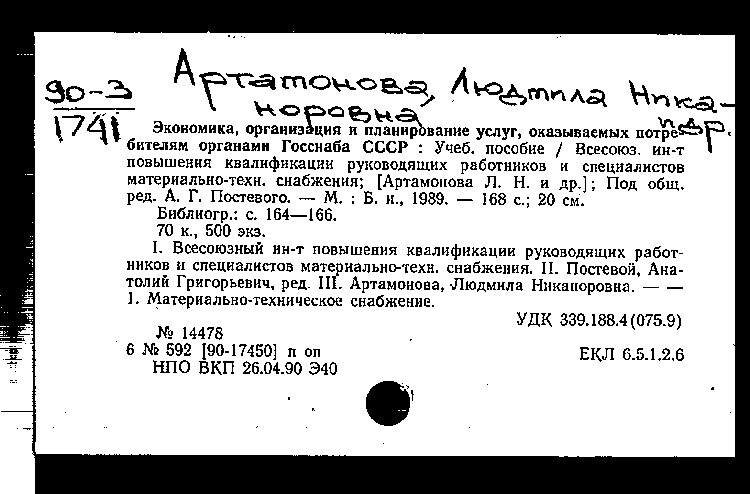 90-3
1741
Артамонова, Людмила Ника-
норовна и др.
Экономика, организация и планирование услуг, оказываемых потре-
бителям органами Госснаба СССР : Учеб. пособие / Всесоюз. ин-т
повышения квалификации руководящих работников и специалистов
материально-техн. снабжения; [Артамонова Л. Н. и др.]; Под общ.
ред. А. Г. Постевого. — М. : Б. и., 1989. — 168 с.; 20 см.
Библиогр.: с. 164—166.
70 к., 500 экз.
I. Всесоюзный ин-т повышения квалификации руководящих работ-
ников и специалистов материально-техн. снабжения. II. Постевой, Ана-
толий Григорьевич, ред. III. Артамонова, Людмила Никаноровна. — —
1. Материально-техническое снабжение.
УДК 339.188.4(075.9)
№ 14478
6 № 592 [90-17450] п оп
ЕКЛ 6.5.1.2.6
НПО ВКП 26.04.90 Э40